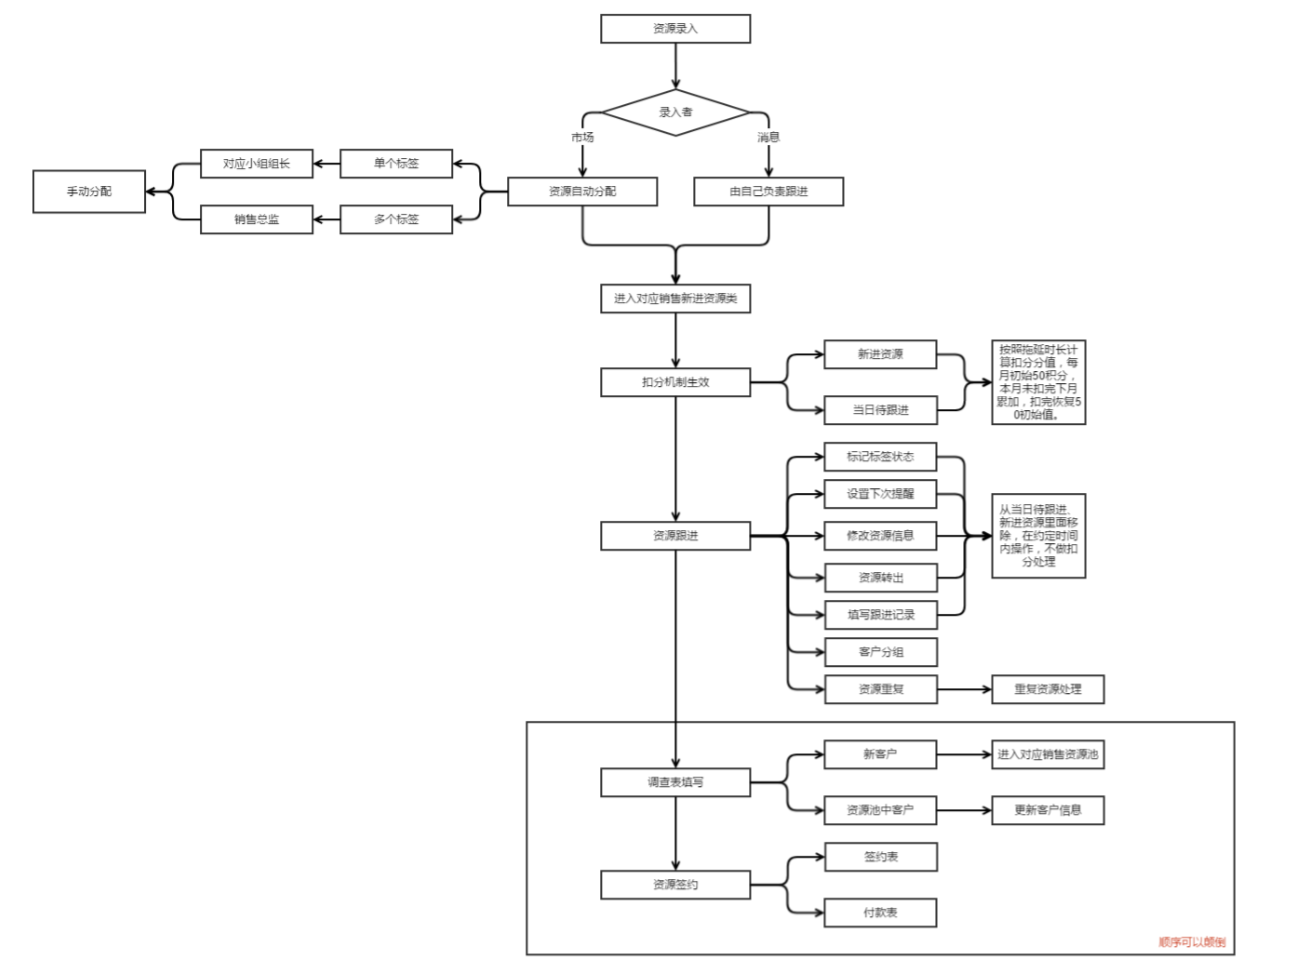 资源录入
录入者
市场
消息
手动分配
对应小组组长
单个标签
销售总监
多个标签
资源自动分配
由自己负责跟进
进入对应销售新进资源类
扣分机制生效
新进资源
当日待跟进
按照拖延时长计
算扣分分值，每
月初始50积分，
本月未扣完下月
累加，扣完恢复5
0初始值。
资源跟进
标记标签状态
设置下次提醒
修改资源信息
资源转出
填写跟进记录
客户分组
资源重复
从当日待跟进、
新进资源里面移
除，在约定时间
内操作，不做扣
分处理
重复资源处理
调查表填写
新客户
进入对应销售资源池
资源池中客户
更新客户信息
资源签约
签约表
付款表
顺序可以颠倒